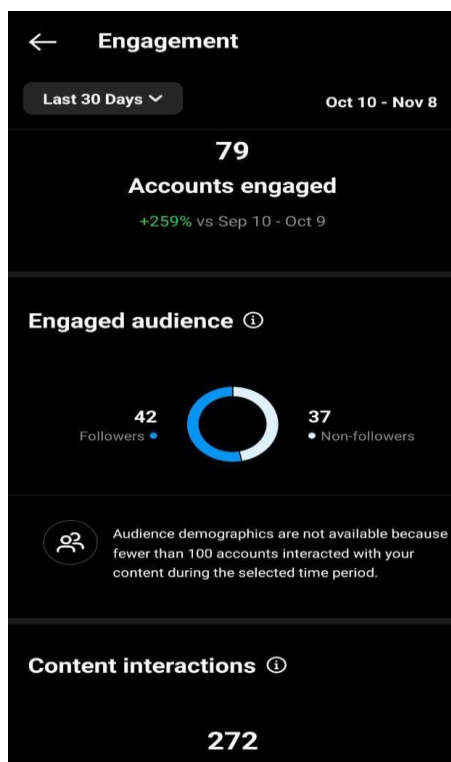 Engagement
Last 30 Days
Oct 10 - Nov 8
79
Accounts engaged
+259% vs Sep 10 - Oct 9
Engaged audience
42
Followers
37
Non-followers
Audience demographics are not available because
fewer than 100 accounts interacted with your
content during the selected time period.
Content interactions
272